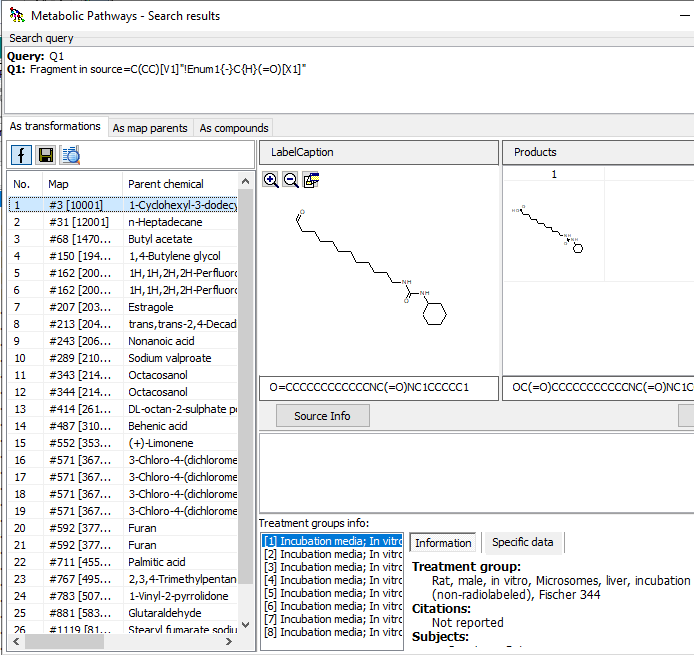 Metabolic Pathways - Search results
Search query
Query: Q1
Q1: Fragment in source=C(CC)[V1]"!Enum1{-}C{H}(=O)[X1]"
As transformations As map parents As compounds
No. Map Parent chemical
1 #3 [10001] 1-Cyclohexyl-3-dodecy
2 #31 [12001] n-Heptadecane
3 #68 [1470... Butyl acetate
4 #150 [194... 1,4-Butylene glycol
5 #162 [200... 1H,1H,2H,2H-Perfluoro
6 #162 [200... 1H,1H,2H,2H-Perfluoro
7 #207 [203... Estragole
8 #213 [204... trans,trans-2,4-Decad
9 #243 [206... Nonanoic acid
10 #289 [210... Sodium valproate
11 #343 [214... Octacosanol
12 #344 [214... Octacosanol
13 #414 [261... DL-octan-2-sulphate po
14 #487 [310... Behenic acid
15 #552 [353... (+)-Limonene
16 #571 [367... 3-Chloro-4-(dichlorome
17 #571 [367... 3-Chloro-4-(dichlorome
18 #571 [367... 3-Chloro-4-(dichlorome
19 #571 [367... 3-Chloro-4-(dichlorome
20 #592 [377... Furan
21 #592 [377... Furan
22 #711 [455... Palmitic acid
23 #767 [495... 2,3,4-Trimethylpentan
24 #783 [507... 1-Vinyl-2-pyrrolidone
25 #881 [583... Glutaraldehyde
26 #1119 [81... Stearyl fumarate sodiu
LabelCaption
O
NH
O
NH
O=CCCCCCCCCCCCNC(=O)NC1CCCCC1
Source Info
Products
1
HO
O
NH
NH
O
OC(=O)CCCCCCCCCCCNC(=O)NC1C
Treatment groups info:
[1] Incubation media; In vitro
[2] Incubation media; In vitro
[3] Incubation media; In vitro
[4] Incubation media; In vitro
[5] Incubation media; In vitro
[6] Incubation media; In vitro
[7] Incubation media; In vitro
[8] Incubation media; In vitro
Information Specific data
Treatment group:
Rat, male, in vitro, Microsomes, liver, incubation
(non-radiolabeled), Fischer 344
Citations:
Not reported
Subjects: